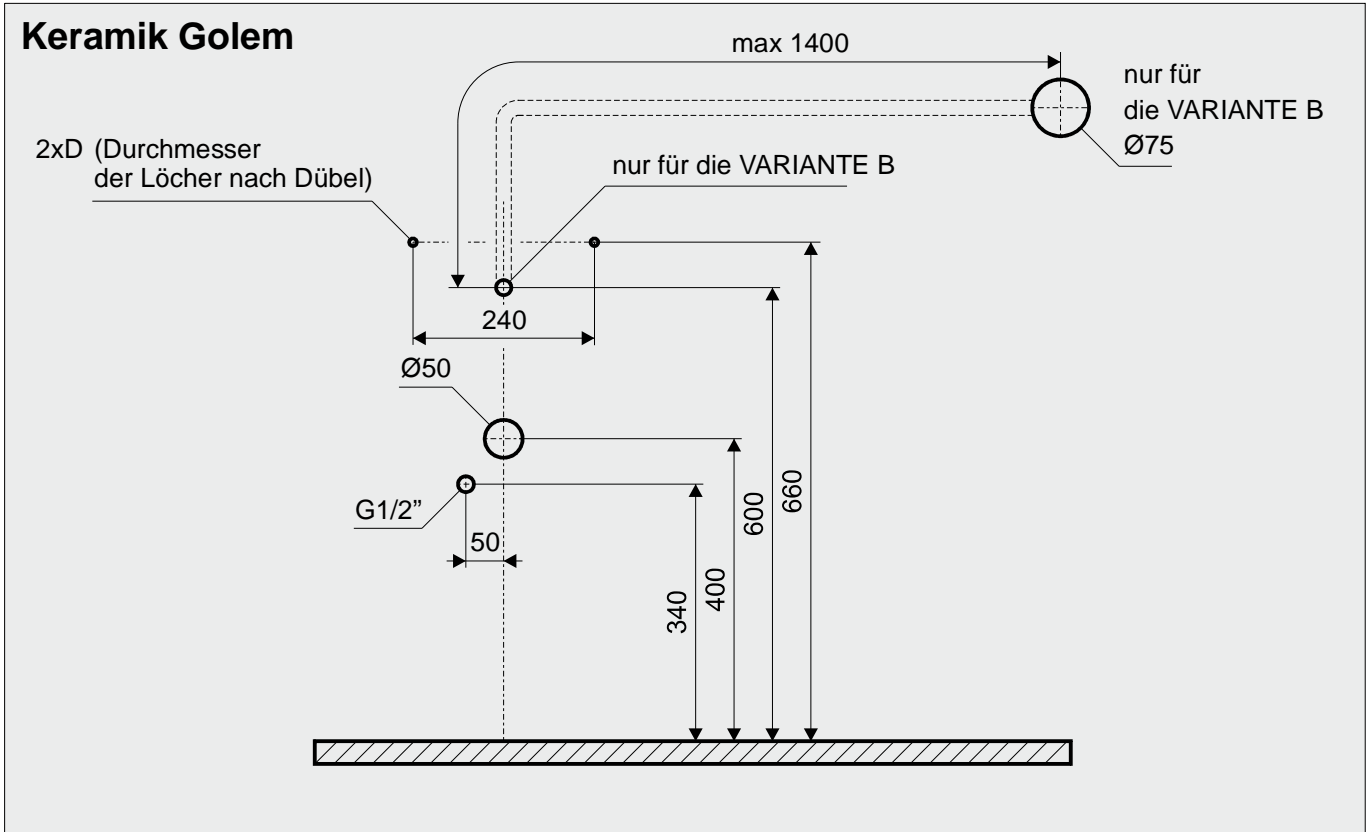 Keramik Golem
max 1400
nur für
die VARIANTE B
Ø75
2xD (Durchmesser
der Löcher nach Dübel)
nur für die VARIANTE B
240
Ø50
G1/2”
50
340
400
600
660